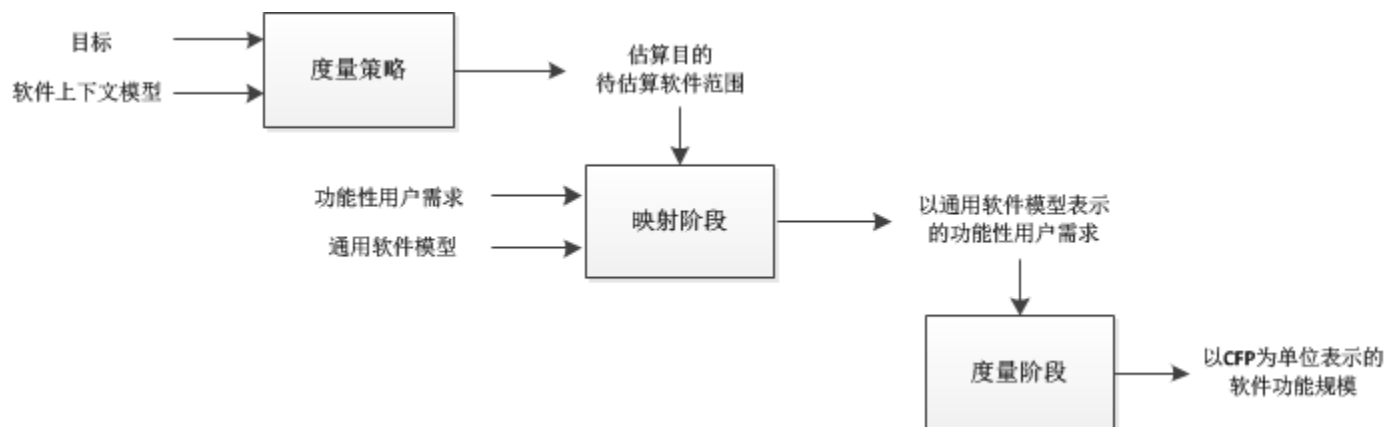 目标
软件上下文模型
度量策略
估算目的
待估算软件范围
功能性用户需求
通用软件模型
映射阶段
以通用软件模型表示
的功能性用户需求
度量阶段
以CFP为单位表示的
软件功能规模